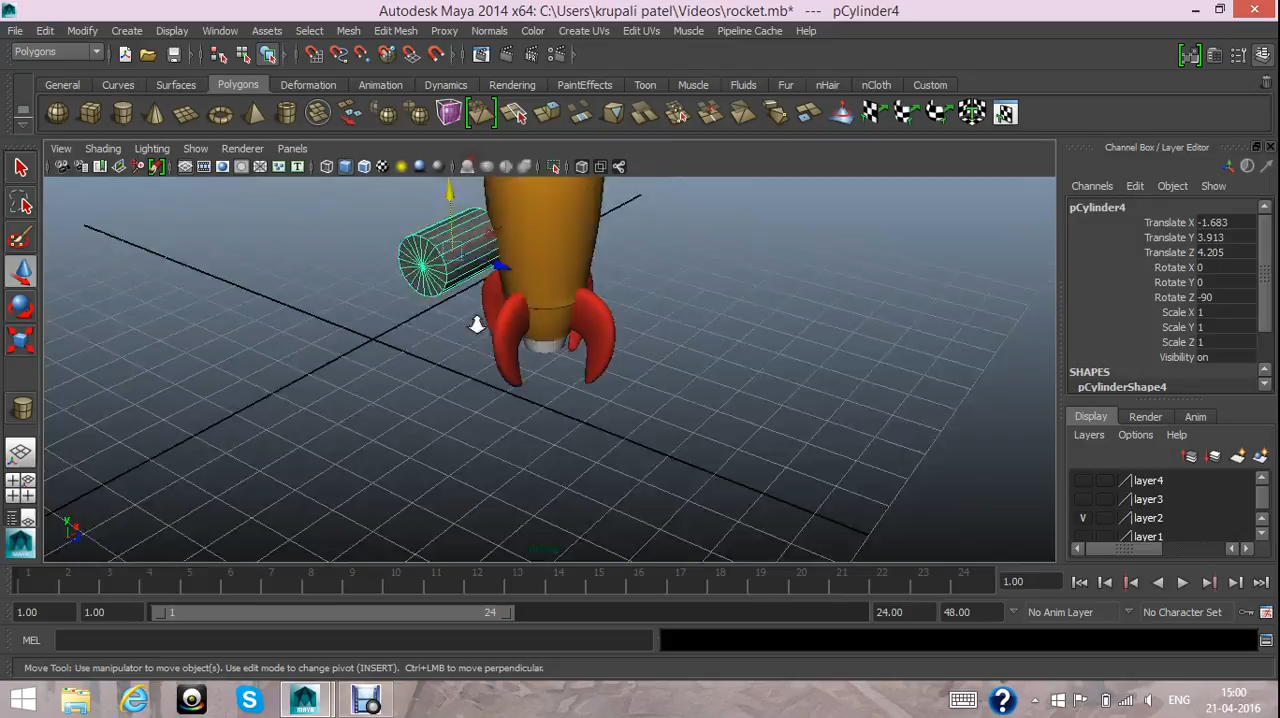 Autodesk Maya 2014 x64: C:\Users\krupali patel\Videos\rocket.mb* --- pCylinder4
File Edit Modify Create Display Window Assets Select Mesh Edit Mesh Proxy Normals Color Create UVs Edit UVs Muscle Pipeline Cache Help
Polygons
General Curves Surfaces Polygons Deformation Animation Dynamics Rendering PaintEffects Toon Muscle Fluids Fur nHair nCloth Custom
View Shading Lighting Show Renderer Panels
Channel Box / Layer Editor
Channels Edit Object Show
pCylinder4
Translate X -1.683
Translate Y 3.913
Translate Z 4.205
Rotate X 0
Rotate Y 0
Rotate Z -90
Scale X 1
Scale Y 1
Scale Z 1
Visibility on
SHAPES
pCylinderShape4
Display Render Anim
Layers Options Help
layer4
layer3
V layer2
layer1
1 2 3 4 5 6 7 8 9 10 11 12 13 14 15 16 17 18 19 20 21 22 23 24
1.00
1.00 1.00 1 24 24.00 48.00 No Anim Layer No Character Set
MEL
Move Tool: Use manipulator to move object(s). Use edit mode to change pivot (INSERT). Ctrl+LMB to move perpendicular.
ENG
15:00
21-04-2016